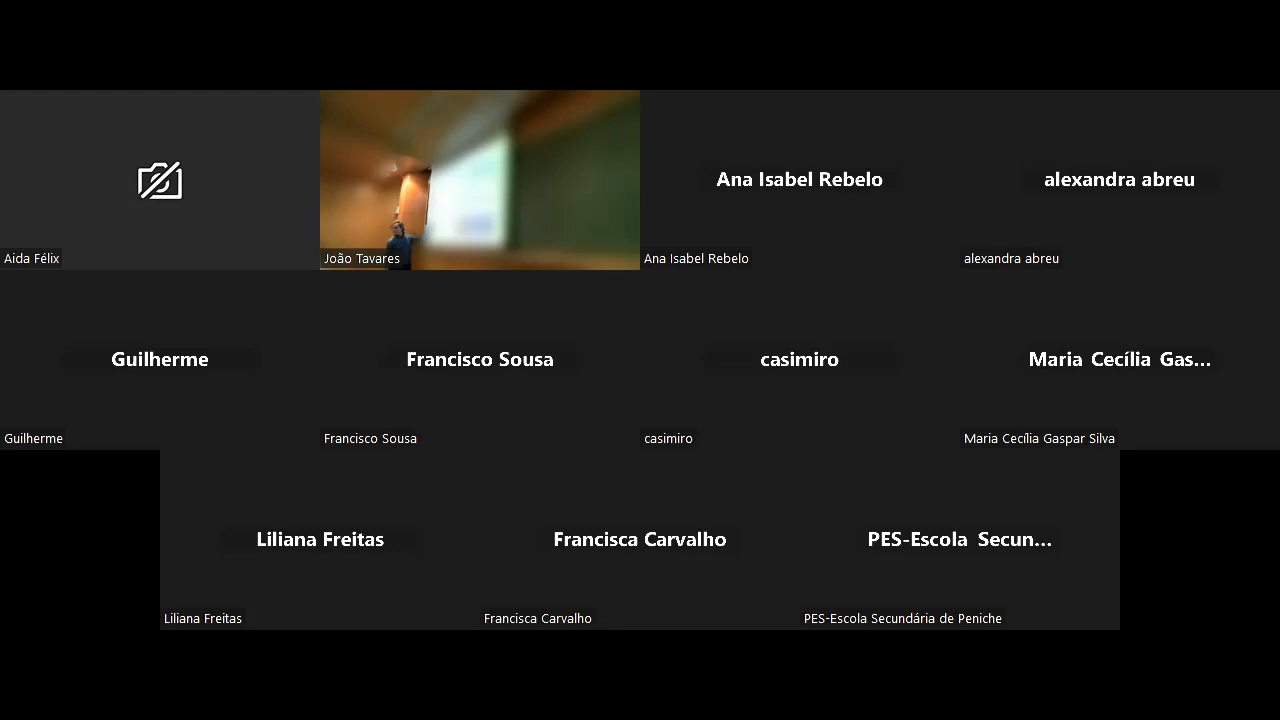 Aida Félix
João Tavares
Ana Isabel Rebelo
Ana Isabel Rebelo
alexandra abreu
alexandra abreu
Guilherme
Guilherme
Francisco Sousa
Francisco Sousa
casimiro
casimiro
Maria Cecília Gas...
Maria Cecília Gaspar Silva
Liliana Freitas
Liliana Freitas
Francisca Carvalho
Francisca Carvalho
PES-Escola Secun...
PES-Escola Secundária de Peniche